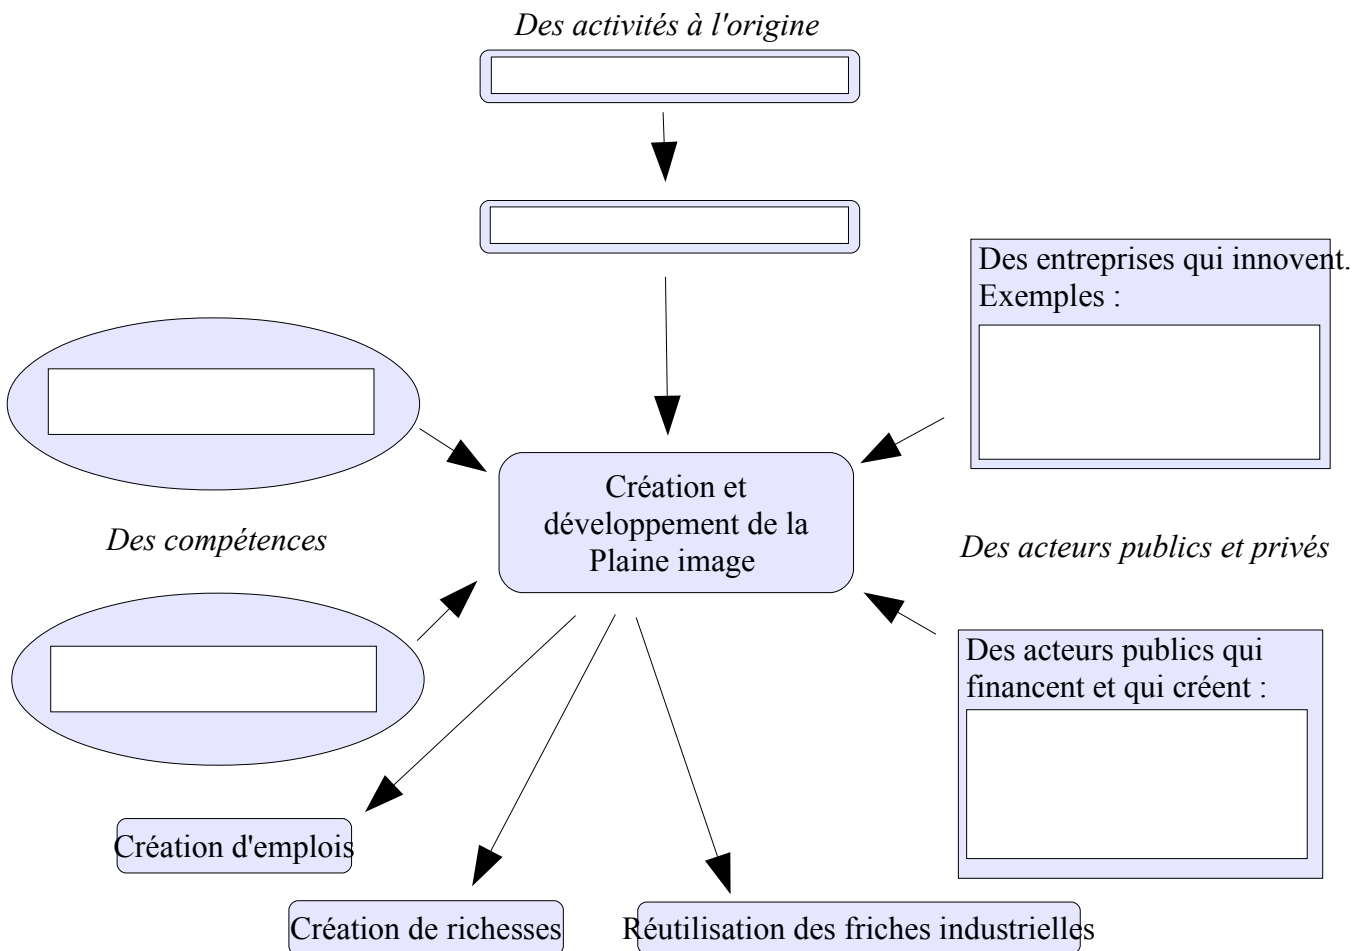 Des activités à l'origine
Des entreprises qui innovent.
Exemples :
Création et
développement de la
Plaine image
Des compétences
Des acteurs publics et privés
Des acteurs publics qui
financent et qui créent :
Création d'emplois
Création de richesses
Réutilisation des friches industrielles